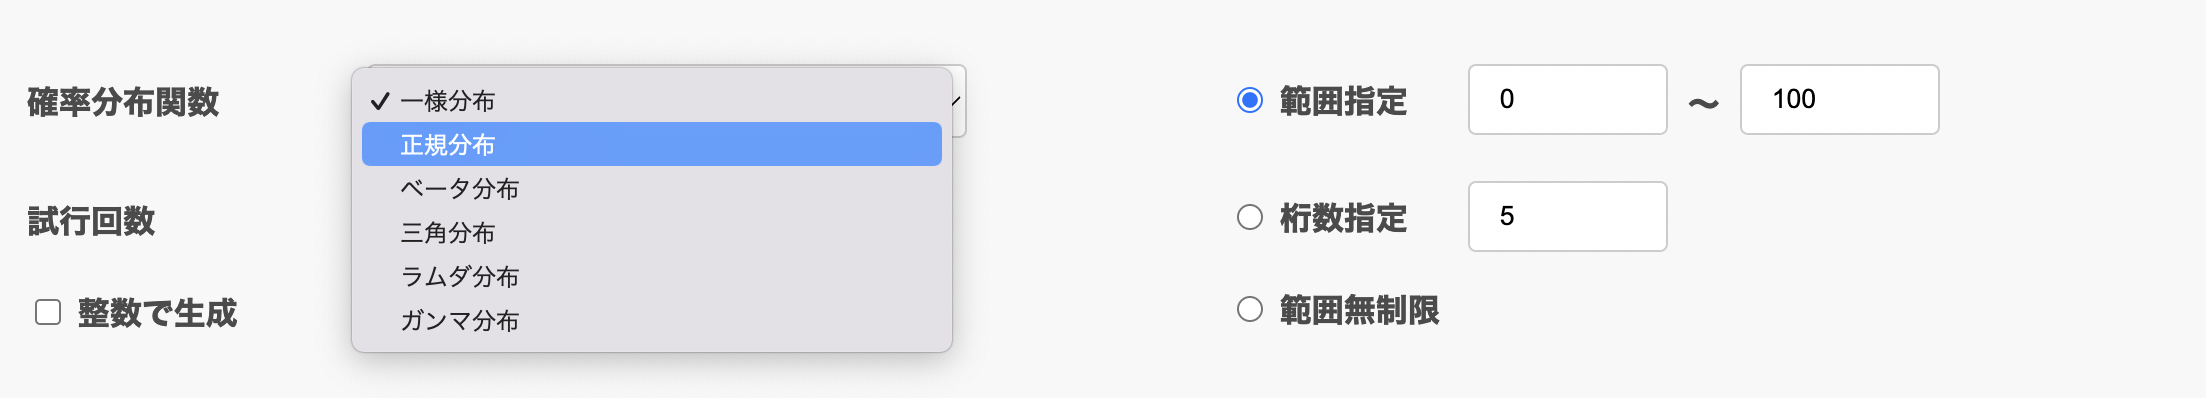 確率分布関数
一様分布
正規分布
ベータ分布
三角分布
ラムダ分布
ガンマ分布
試行回数
整数で生成
範囲指定 0 〜 100
桁数指定 5
範囲無制限